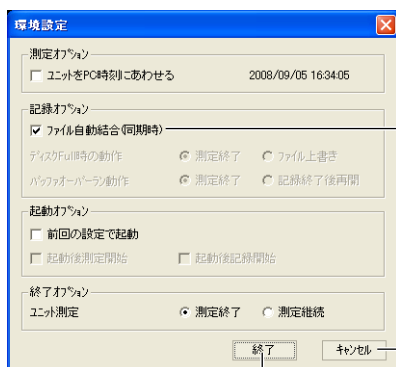 環境設定
測定オプション
ユニットをPC時刻にあわせる 2008/09/05 16:34:05
記録オプション
ファイル自動結合(同期時)
ディスクFull時の動作 測定終了 ファイル上書き
バッファオーバーラン動作 測定終了 記録終了後再開
起動オプション
前回の設定で起動
起動後測定開始 起動後記録開始
終了オプション
ユニット測定 測定終了 測定継続
終了 キャンセル